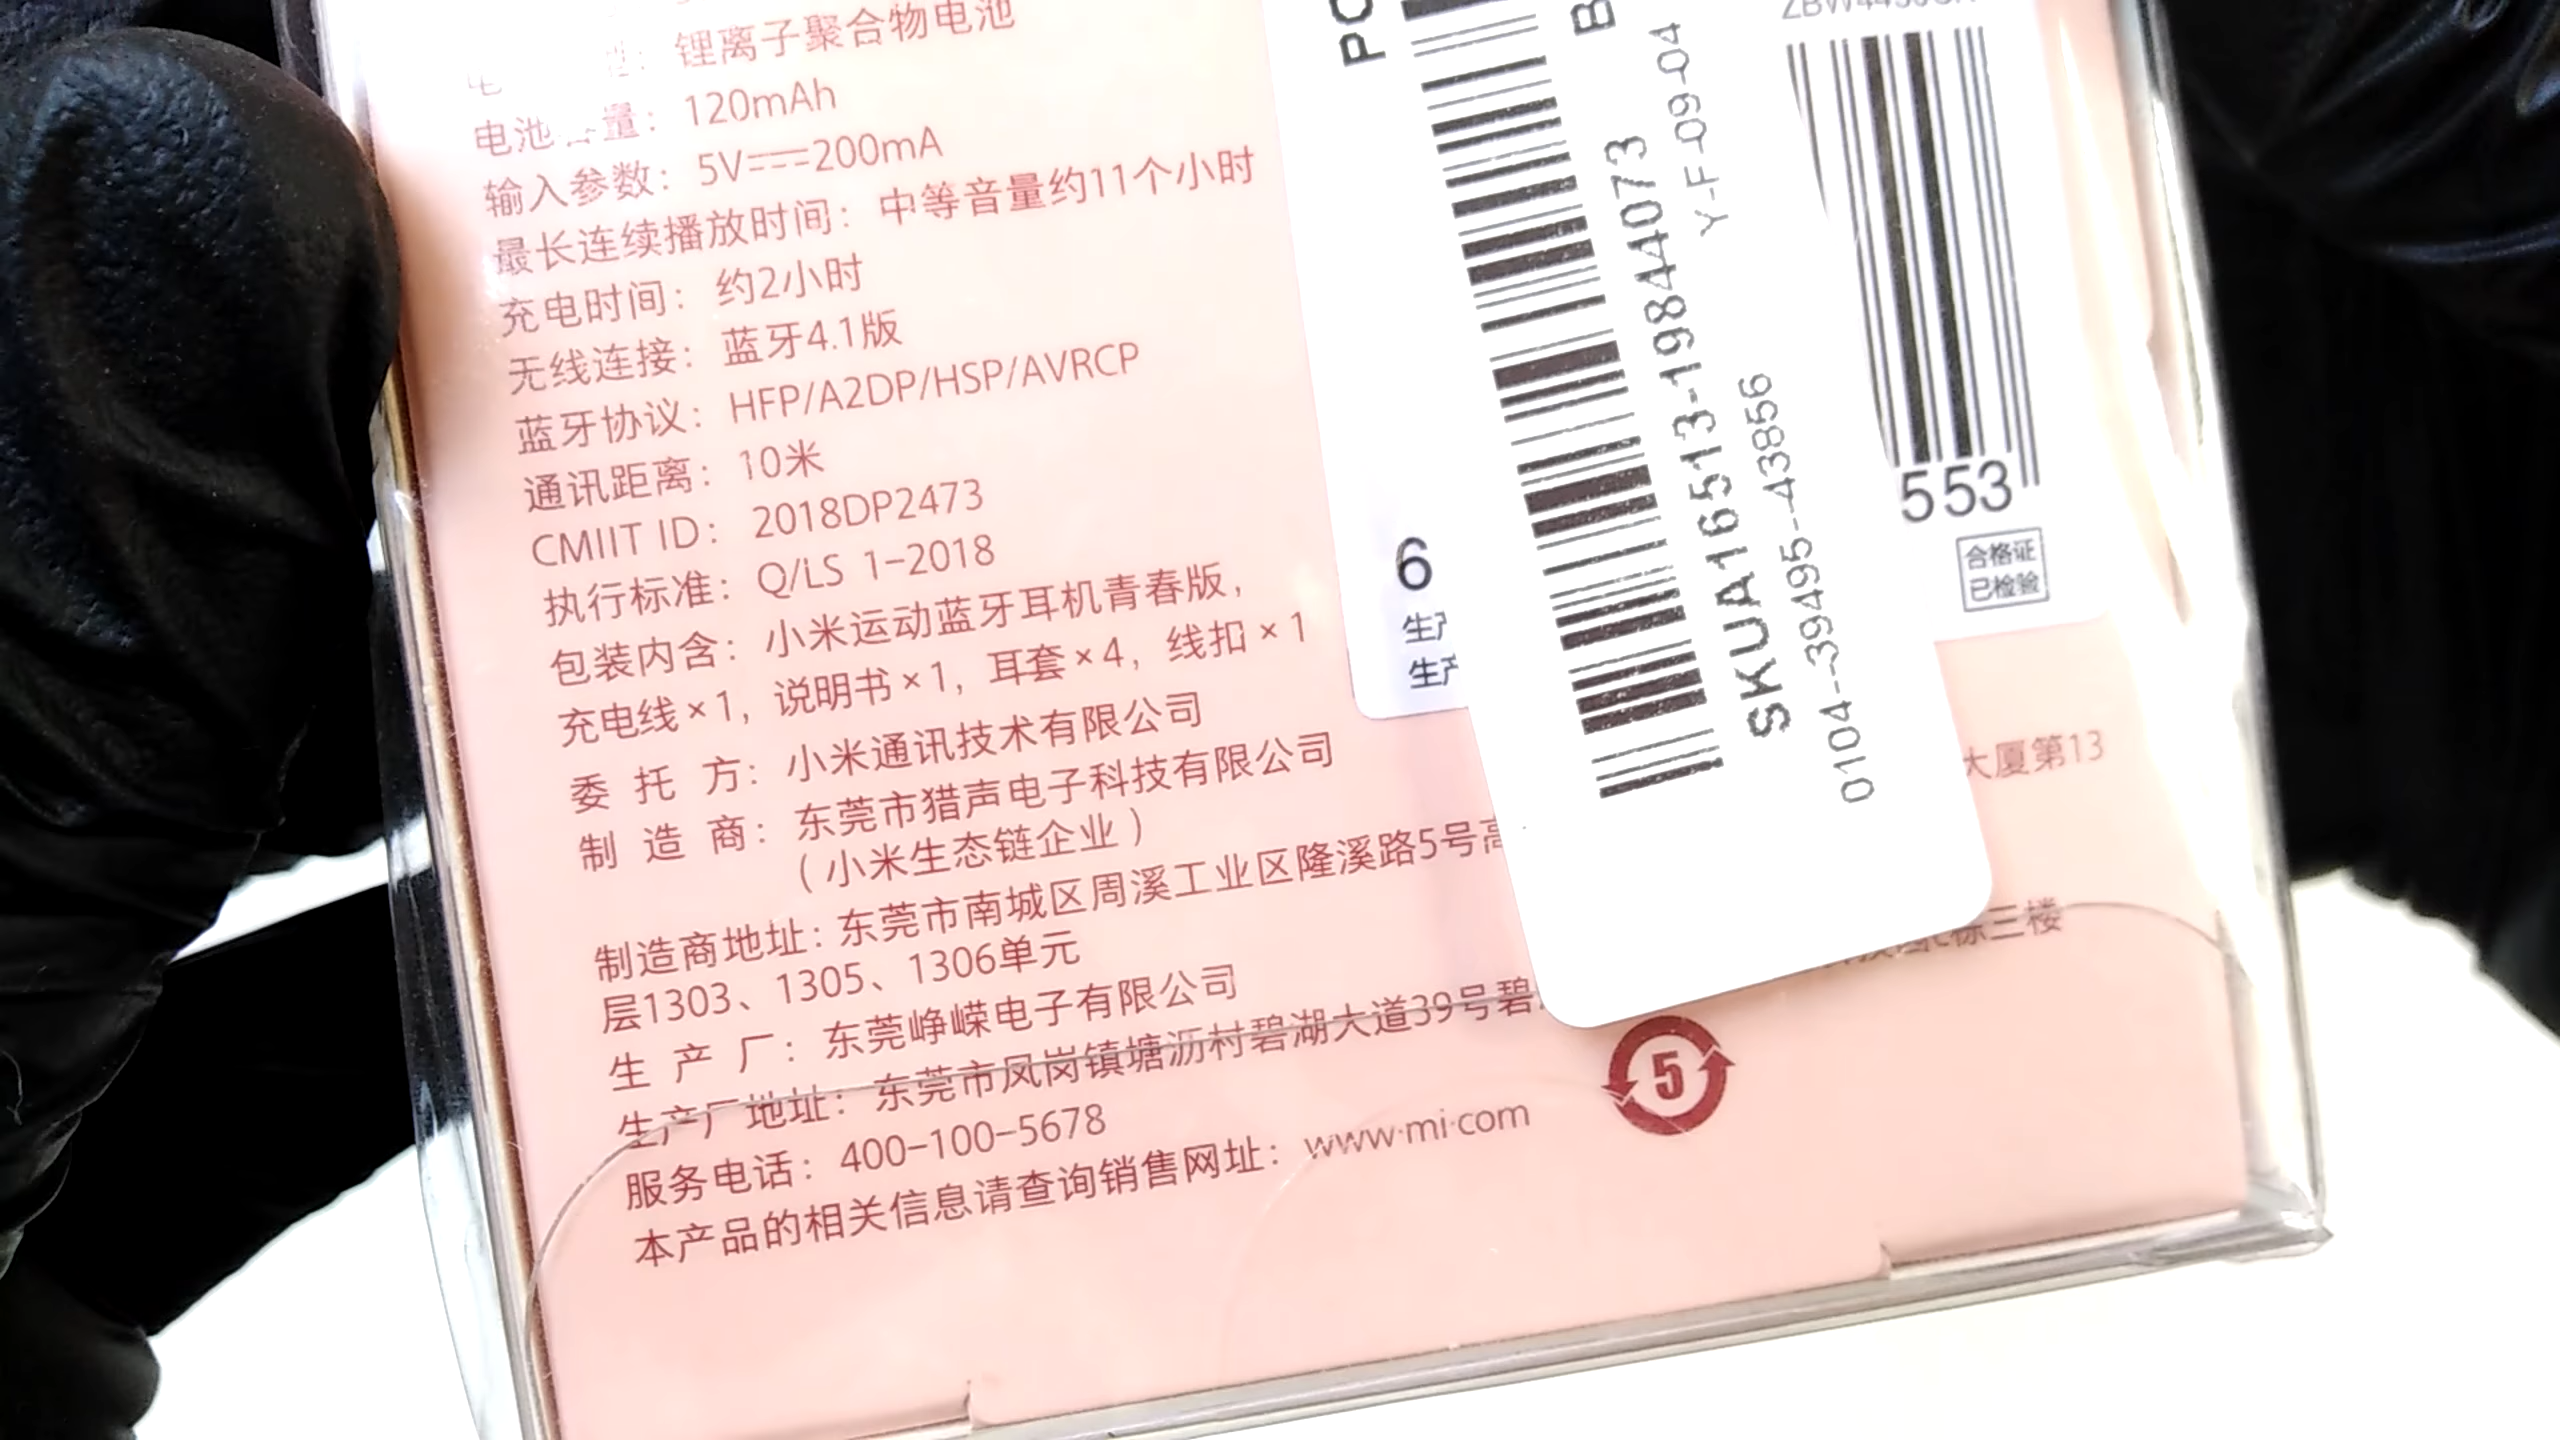 锂离子聚合物电池
电池 量：120mAh
输入参数：5V⎓200mA
最长连续播放时间：中等音量约11个小时
充电时间：约2小时
无线连接：蓝牙4.1版
蓝牙协议：HFP/A2DP/HSP/AVRCP
通讯距离：10米
CMIIT ID：2018DP2473
执行标准：Q/LS 1-2018
包装内含：小米运动蓝牙耳机青春版，
充电线×1，说明书×1，耳套×4，线扣×1
委 托 方：小米通讯技术有限公司
制 造 商：东莞市猎声电子科技有限公司
（小米生态链企业）
制造商地址：东莞市南城区周溪工业区隆溪路5号高 大厦第13
层1303、1305、1306单元
生 产 厂：东莞峥嵘电子有限公司
生产厂地址：东莞市凤岗镇塘沥村碧湖大道39号碧 栋三楼
服务电话：400-100-5678
本产品的相关信息请查询销售网址：www·mi·com
5
SKUA16513-19844073
Y-F-09-04
0104-39495-43856
6
553
合格证
已检验
生产
生产